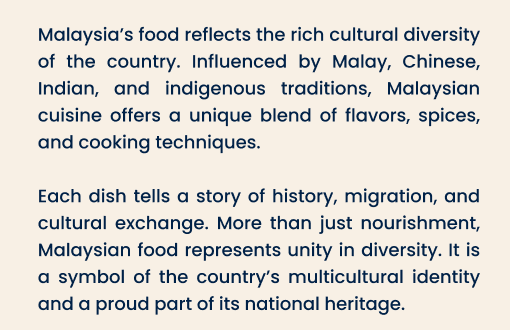 Malaysia’s food reflects the rich cultural diversity
of the country. Influenced by Malay, Chinese,
Indian, and indigenous traditions, Malaysian
cuisine offers a unique blend of flavors, spices,
and cooking techniques.
Each dish tells a story of history, migration, and
cultural exchange. More than just nourishment,
Malaysian food represents unity in diversity. It is
a symbol of the country’s multicultural identity
and a proud part of its national heritage.